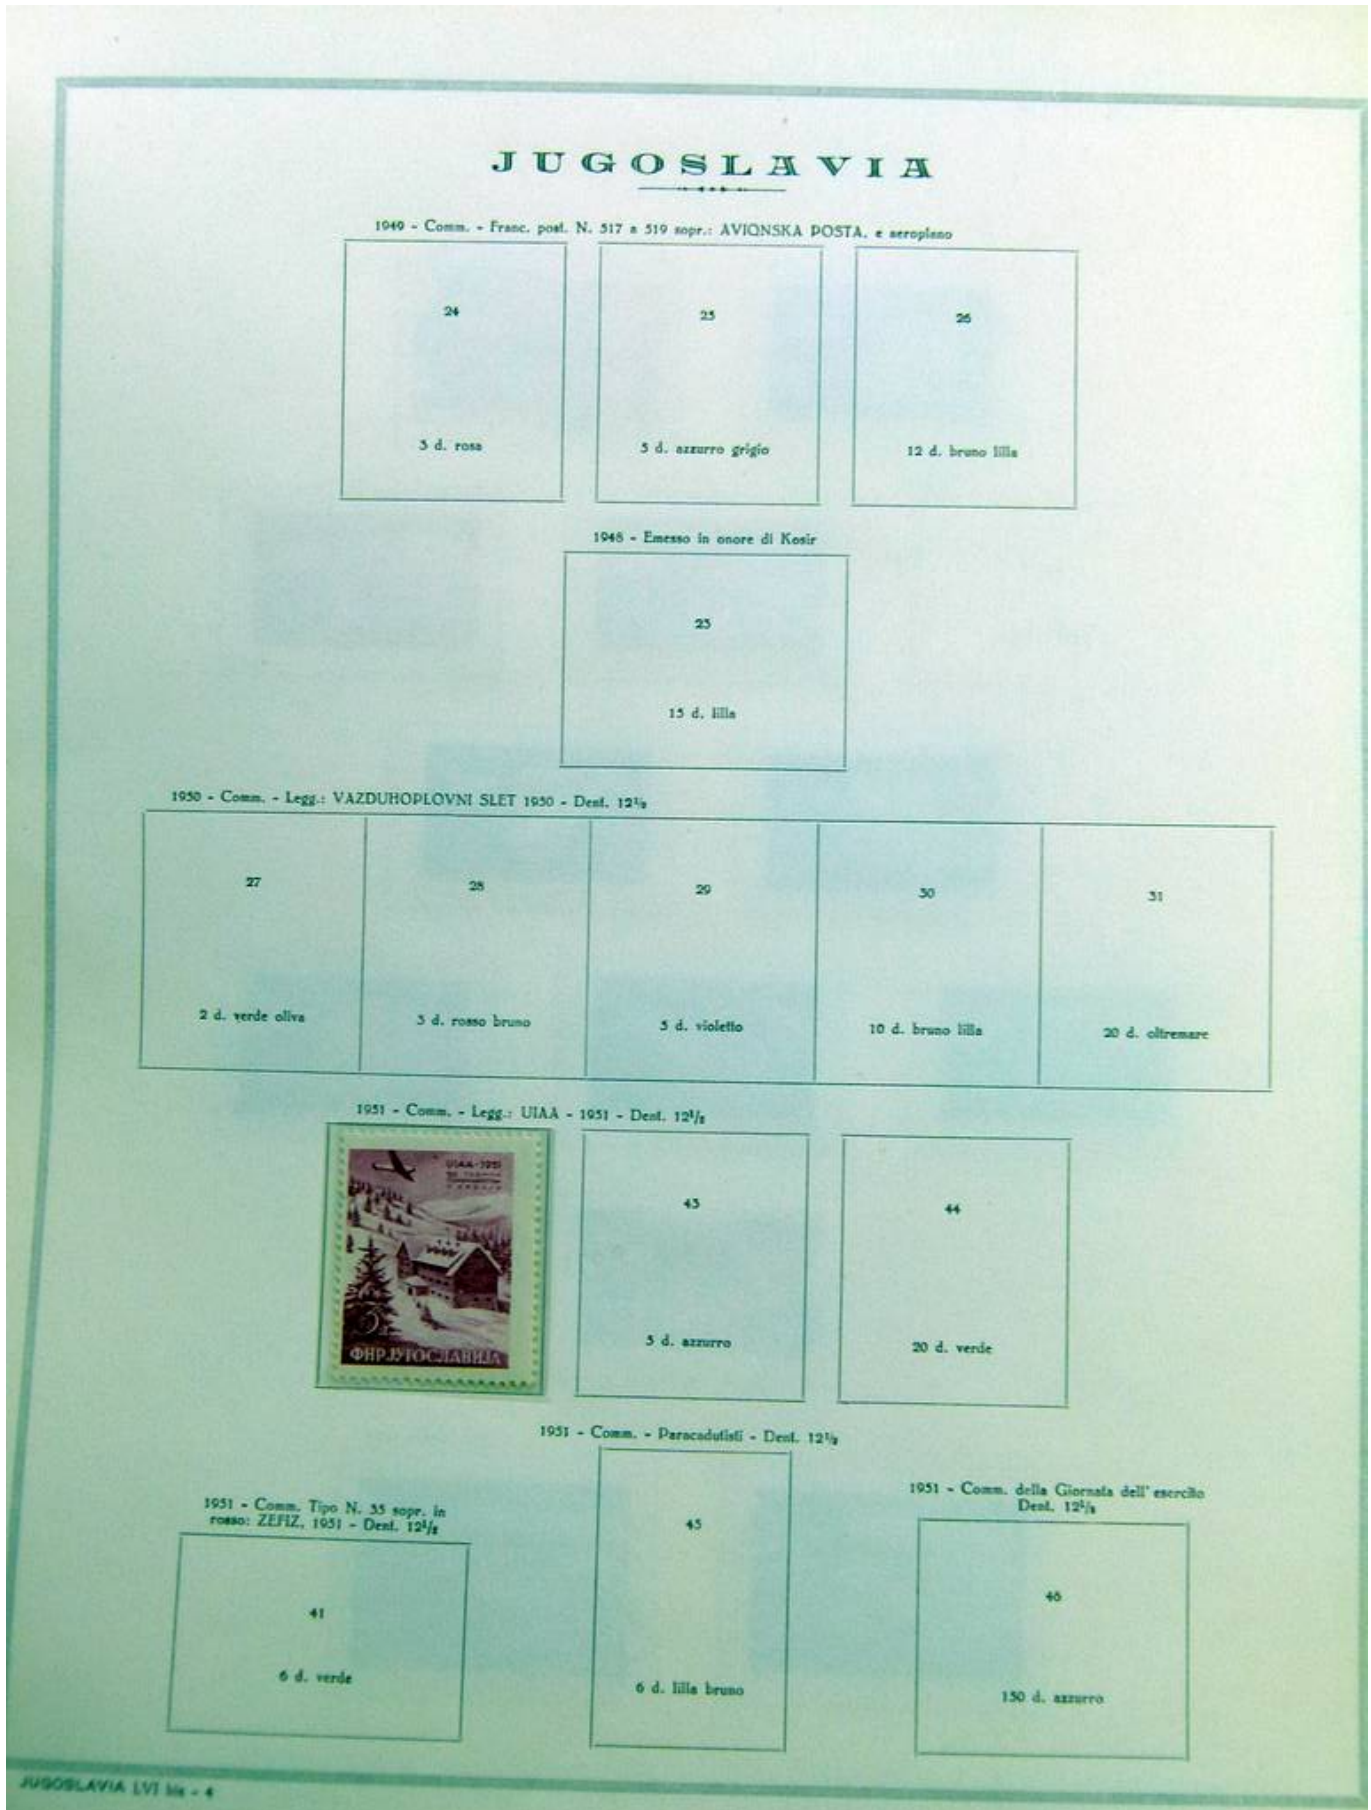 JUGOSLAVIA
1949 - Comm. - Franc. post. N. 517 a 519 sopr.: AVIONSKA POSTA. e aeroplano
24
25
26
3 d. rosa
5 d. azzurro grigio
12 d. bruno lilla
1948 - Emesso in onore di Kosir
23
15 d. lilla
1950 - Comm. - Legg.: VAZDUHOPLOVNI SLET 1950 - Dent. 12½
27
28
29
30
31
2 d. verde oliva
3 d. rosso bruno
5 d. violetto
10 d. bruno lilla
20 d. oltremare
1951 - Comm. - Legg.: UIAA - 1951 - Dent. 12½
UIAA-1951
3
ФНР ЈУГОСЛАВИЈА
43
5 d. azzurro
44
20 d. verde
1951 - Comm. - Paracadutisti - Dent. 12½
1951 - Comm. Tipo N. 35 sopr. in
rosso: ZEFIZ, 1951 - Dent. 12½
1951 - Comm. della Giornata dell' esercito
Dent. 12½
41
6 d. verde
45
6 d. lilla bruno
46
150 d. azzurro
JUGOSLAVIA LVI bis - 4